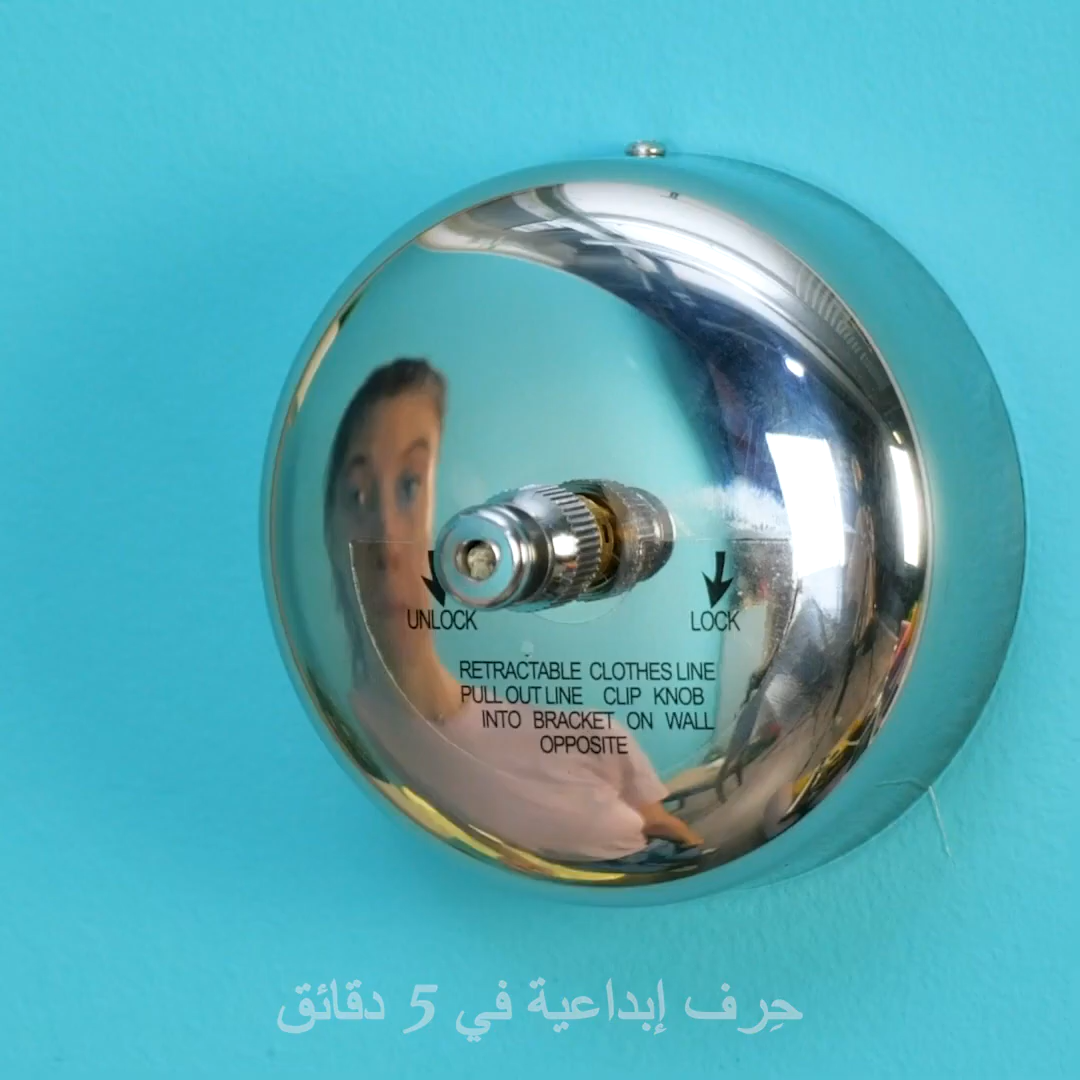 UNLOCK
LOCK
RETRACTABLE CLOTHES LINE
PULL OUT LINE CLIP KNOB
INTO BRACKET ON WALL
OPPOSITE
حِرف إبداعية في 5 دقائق